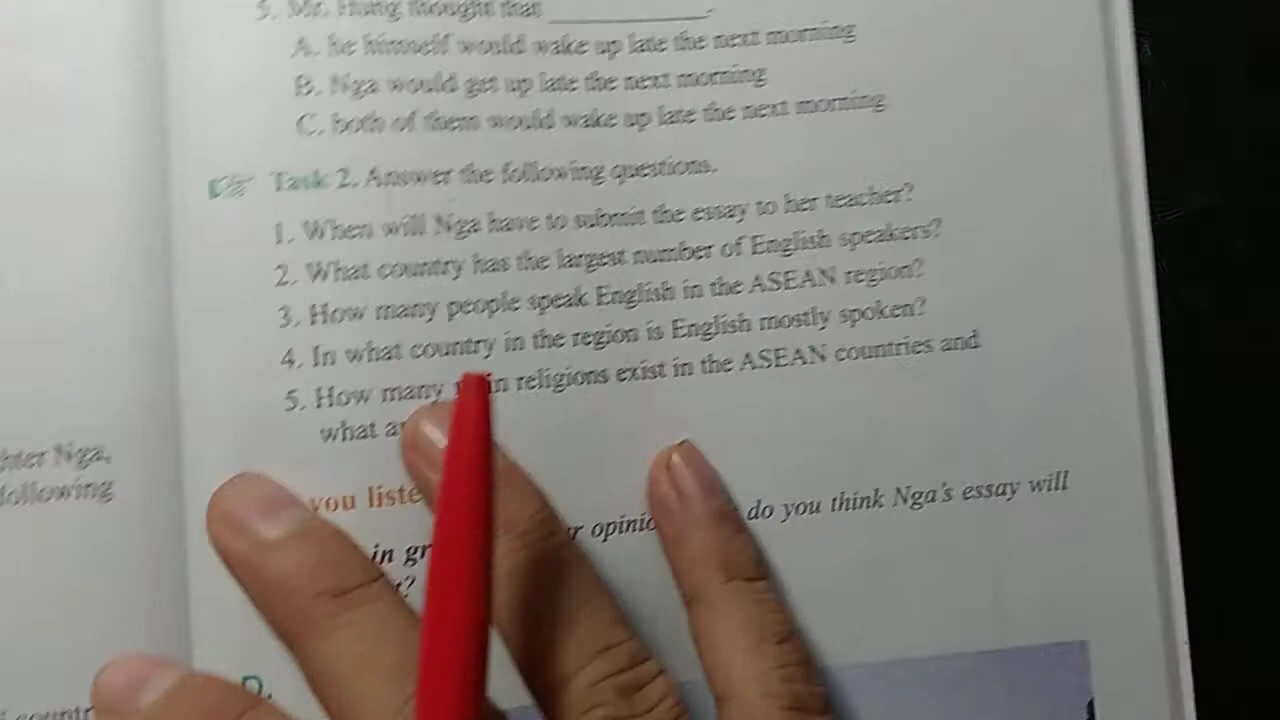 5. Mr. Hung thought that ____________.
A. he himself would wake up late the next morning
B. Nga would get up late the next morning
C. both of them would wake up late the next morning
Task 2. Answer the following questions.
1. When will Nga have to submit the essay to her teacher?
2. What country has the largest number of English speakers?
3. How many people speak English in the ASEAN region?
4. In what country in the region is English mostly spoken?
5. How many religions exist in the ASEAN countries and
what
Nga,
following
you
in do you think Nga's essay will
D.